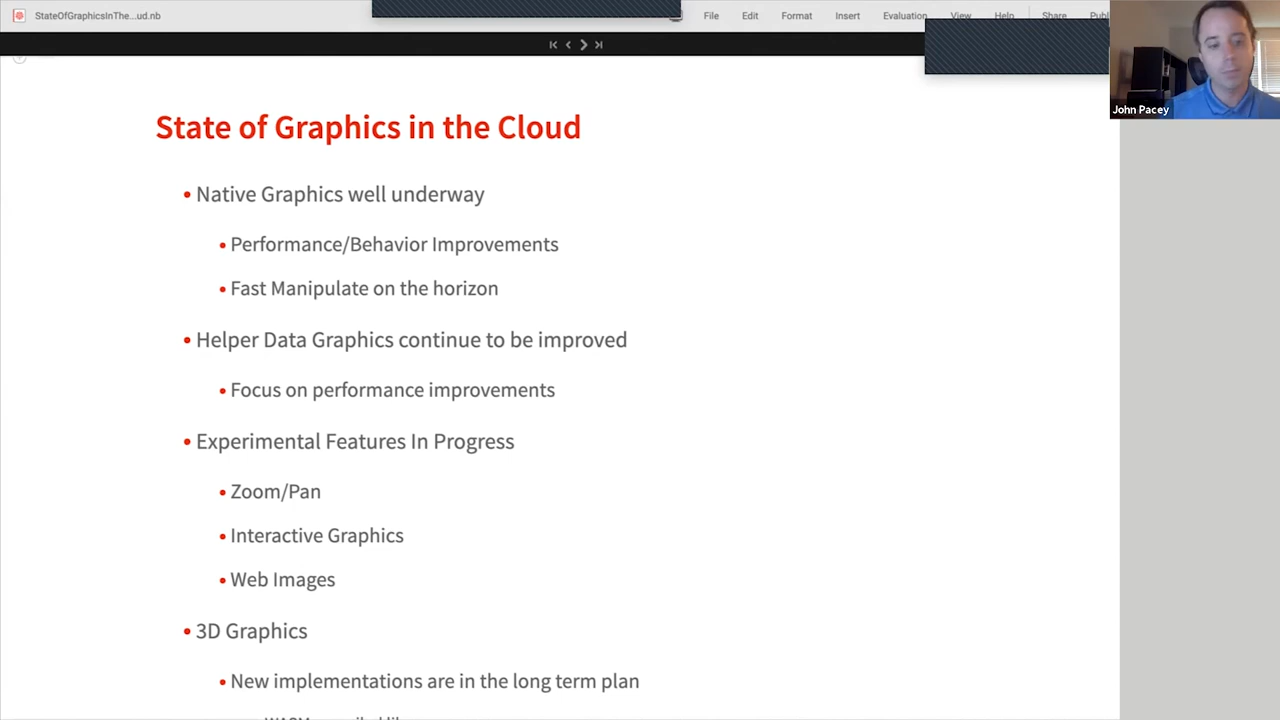 StateOfGraphicsInThe...ud.nb
File Edit Format Insert Evaluation View Help Share
John Pacey
State of Graphics in the Cloud
• Native Graphics well underway
• Performance/Behavior Improvements
• Fast Manipulate on the horizon
• Helper Data Graphics continue to be improved
• Focus on performance improvements
• Experimental Features In Progress
• Zoom/Pan
• Interactive Graphics
• Web Images
• 3D Graphics
• New implementations are in the long term plan